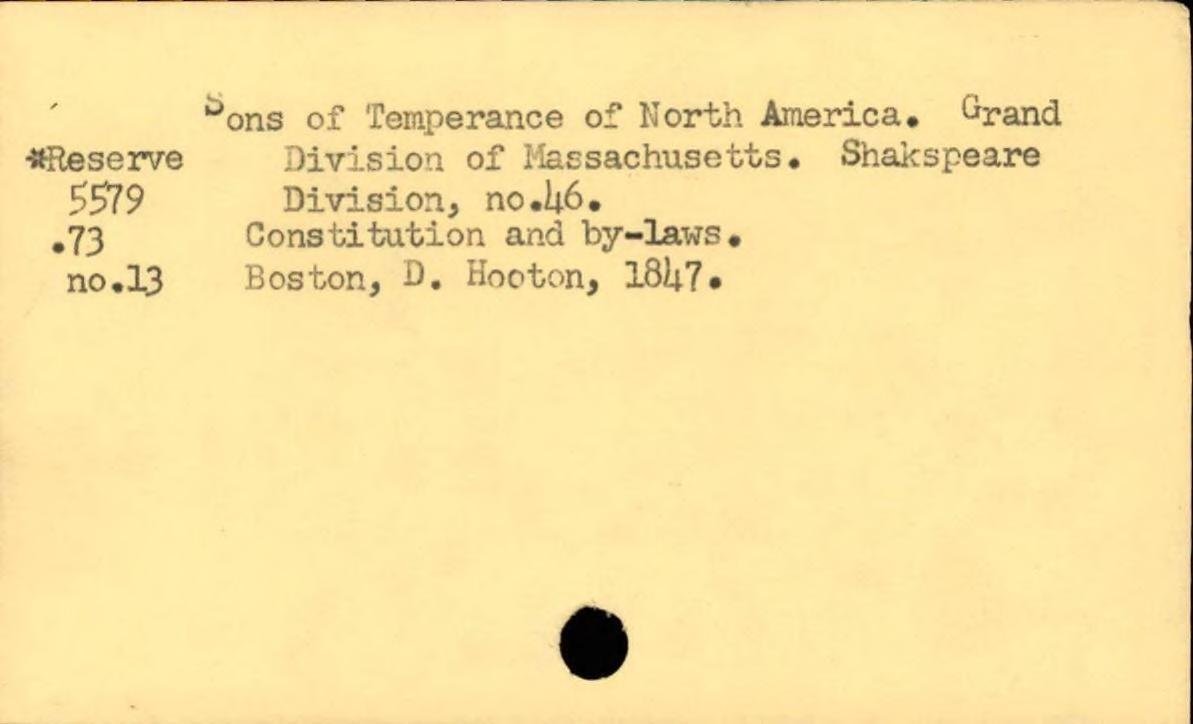 Sons of Temperance of North America. Grand
*Reserve Division of Massachusetts. Shakspeare
5579 Division, no.46.
.73 Constitution and by-laws.
no.13 Boston, D. Hooton, 1847.